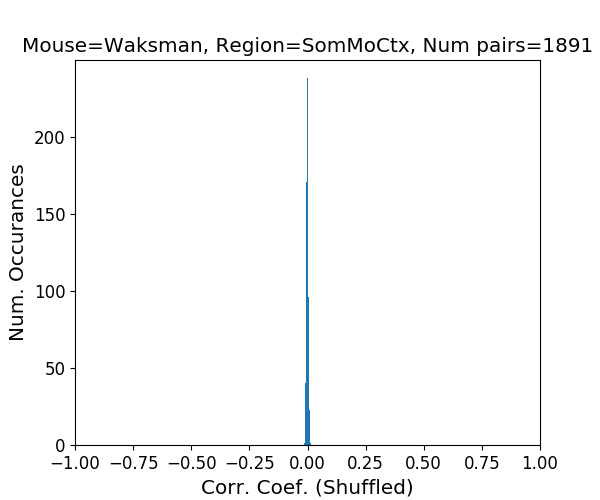 Mouse=Waksman, Region=SomMoCtx, Num pairs=1891
Num. Occurances
200
150
100
50
0
−1.00 −0.75 −0.50 −0.25 0.00 0.25 0.50 0.75 1.00
Corr. Coef. (Shuffled)